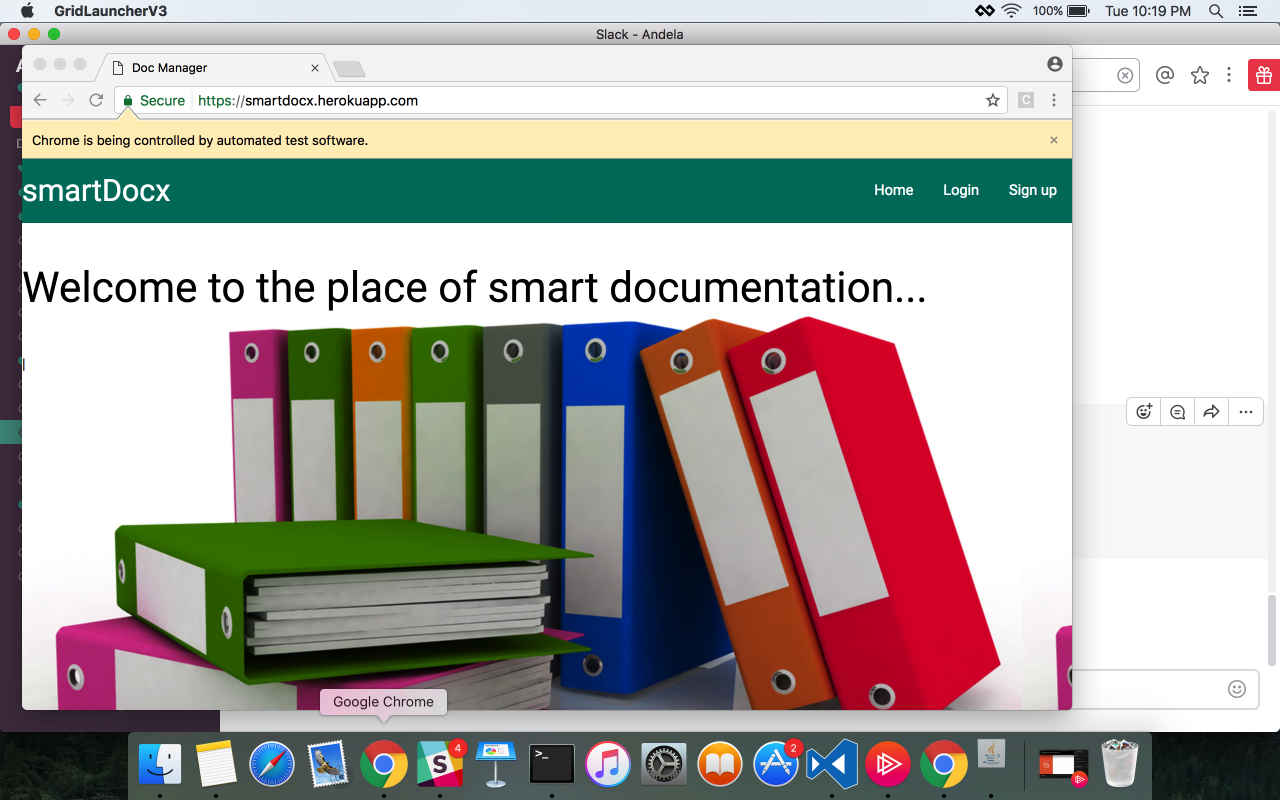 GridLauncherV3
100%
Tue 10:19 PM
Slack - Andela
Doc Manager
Secure
https://smartdocx.herokuapp.com
C
Chrome is being controlled by automated test software.
smartDocx
Home
Login
Sign up
Welcome to the place of smart documentation...
Google Chrome
4
S
2